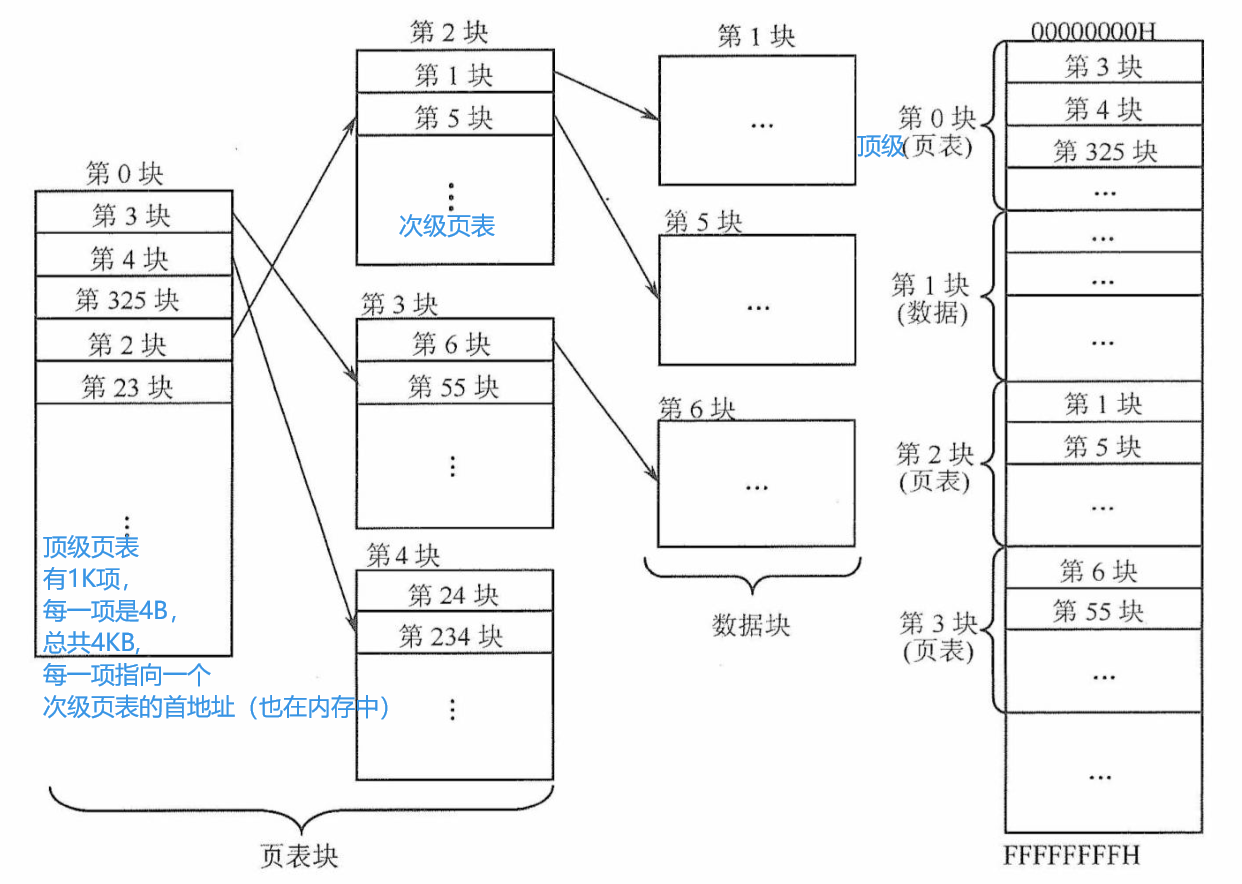 第 0 块
第 3 块
第 4 块
第 325 块
第 2 块
第 23 块
⋮
顶级页表
有1K项，
每一项是4B，
总共4KB，
每一项指向一个
次级页表的首地址（也在内存中）
第 2 块
第 1 块
第 5 块
⋮
次级页表
第 3 块
第 6 块
第 55 块
⋮
第 4 块
第 24 块
第 234 块
⋮
页表块
第 1 块
…
第 5 块
…
第 6 块
…
数据块
00000000H
第 0 块
顶级(页表)
第 3 块
第 4 块
第 325 块
…
第 1 块
(数据)
…
…
…
第 2 块
(页表)
第 1 块
第 5 块
…
第 3 块
(页表)
第 6 块
第 55 块
…
…
FFFFFFFFH